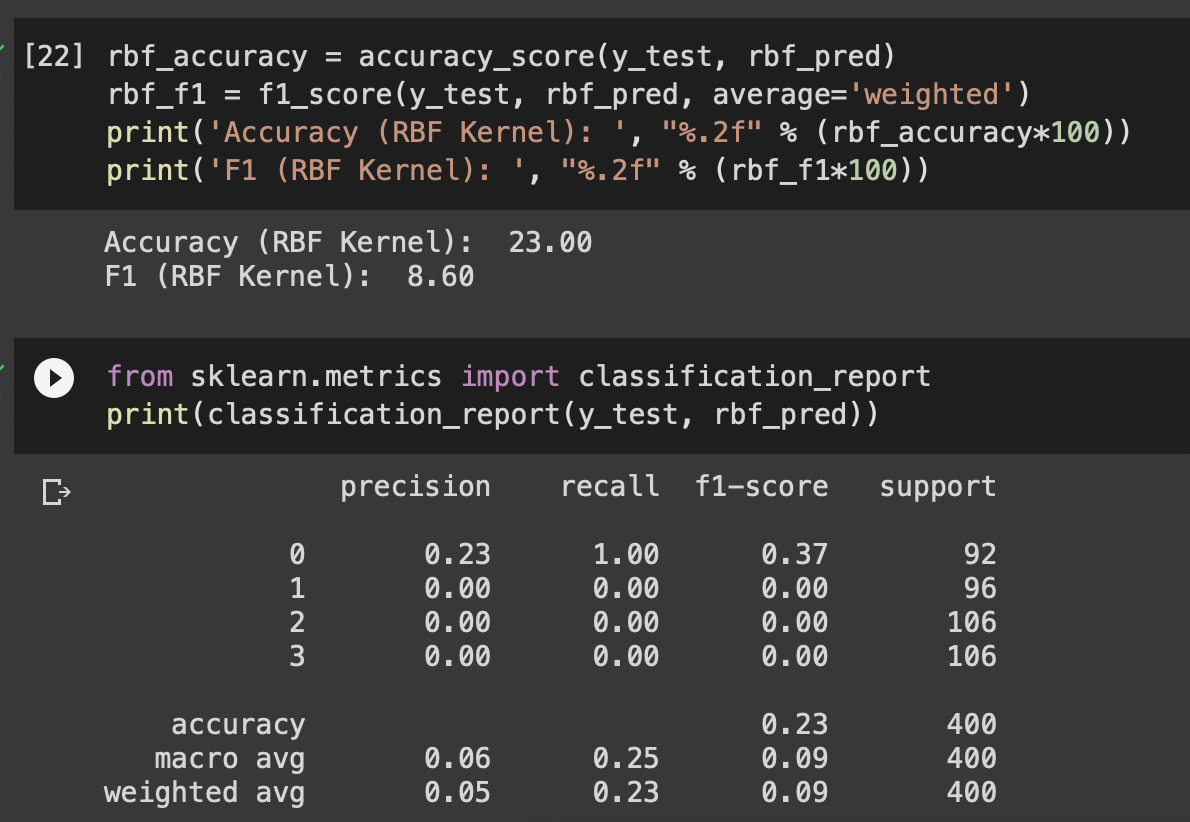 [22] rbf_accuracy = accuracy_score(y_test, rbf_pred)
rbf_f1 = f1_score(y_test, rbf_pred, average='weighted')
print('Accuracy (RBF Kernel): ', "%.2f" % (rbf_accuracy*100))
print('F1 (RBF Kernel): ', "%.2f" % (rbf_f1*100))
Accuracy (RBF Kernel):  23.00
F1 (RBF Kernel):  8.60
from sklearn.metrics import classification_report
print(classification_report(y_test, rbf_pred))
precision recall f1-score support
0 0.23 1.00 0.37 92
1 0.00 0.00 0.00 96
2 0.00 0.00 0.00 106
3 0.00 0.00 0.00 106
accuracy 0.23 400
macro avg 0.06 0.25 0.09 400
weighted avg 0.05 0.23 0.09 400